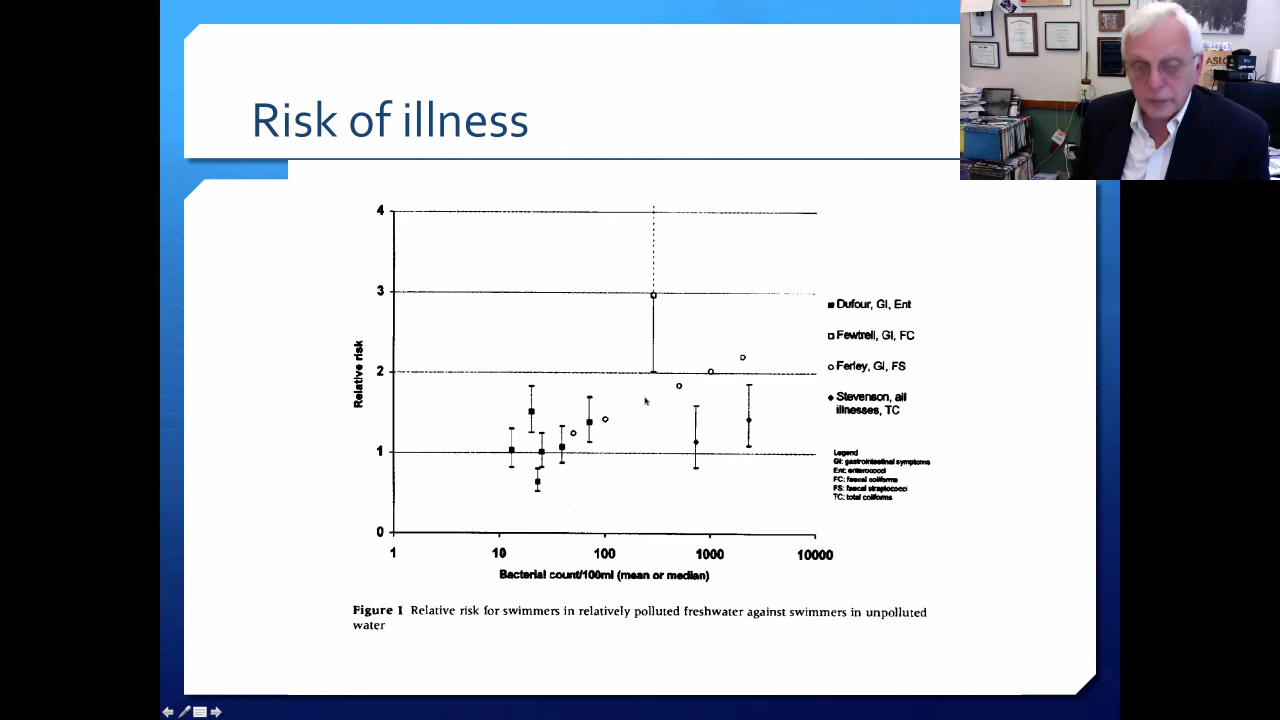 Risk of illness
ASLO
4
3
2
1
0
Relative risk
1
10
100
1000
10000
Bacterial count/100ml (mean or median)
Dufour, GI, Ent
Fewtrell, GI, FC
Ferley, GI, FS
Stevenson, all
illnesses, TC
Legend
GI: gastrointestinal symptoms
Ent: enterococci
FC: faecal coliforms
FS: faecal streptococci
TC: total coliforms
Figure 1 Relative risk for swimmers in relatively polluted freshwater against swimmers in unpolluted
water